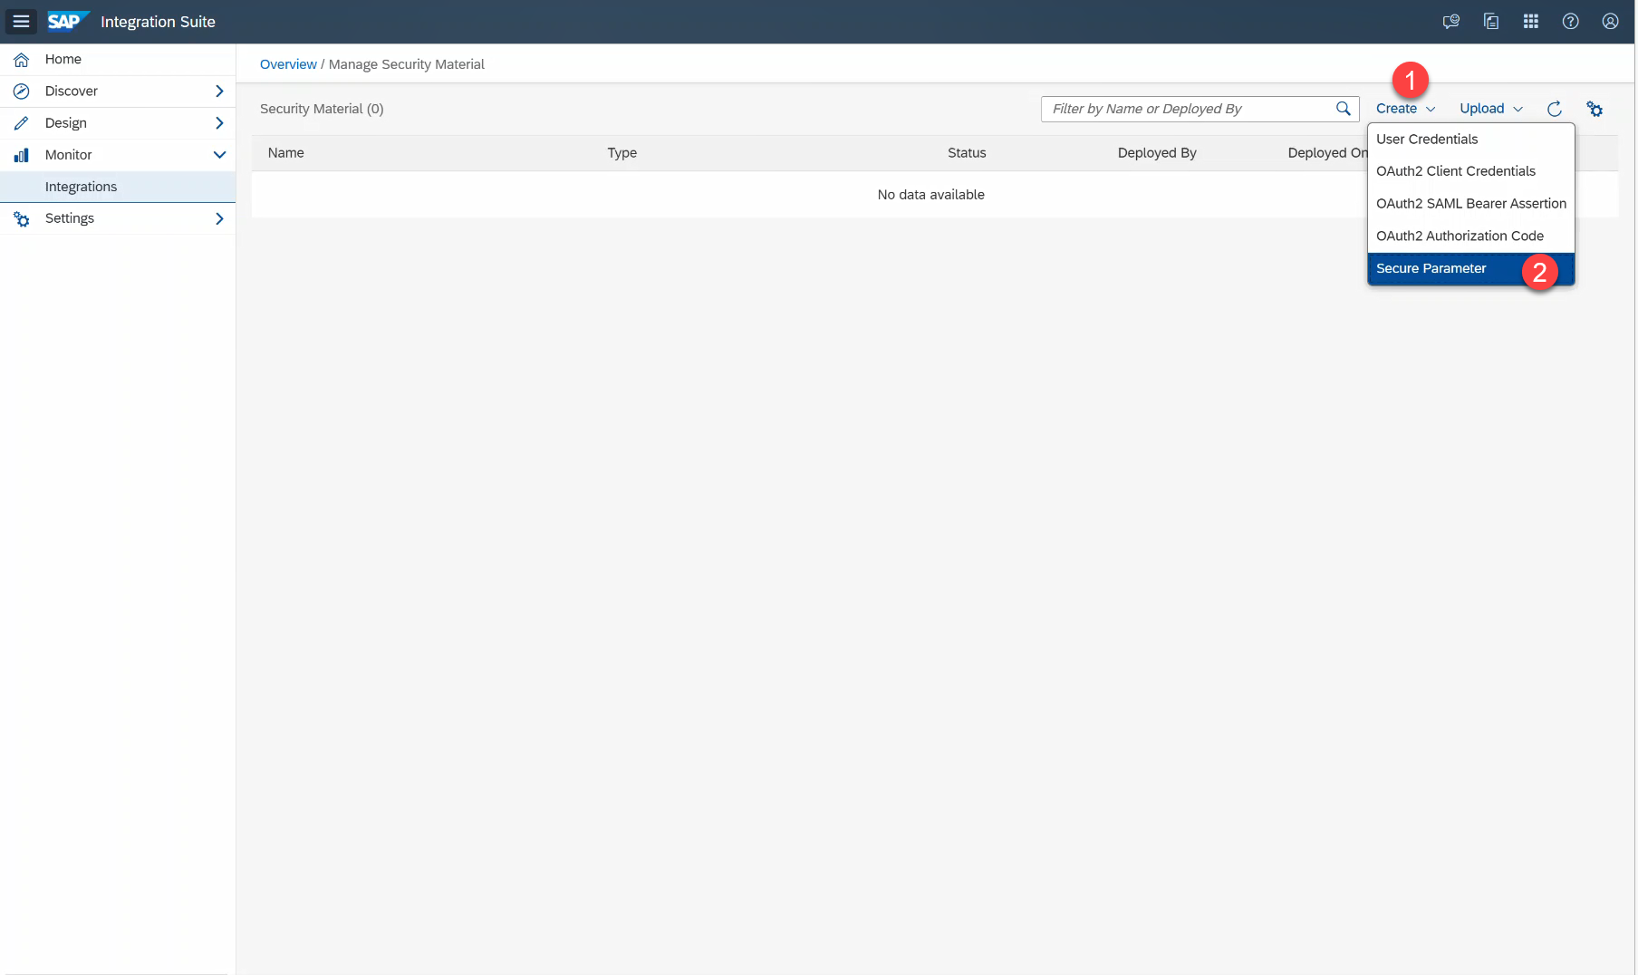 SAP Integration Suite
Home
Discover
Design
Monitor
Integrations
Settings
Overview / Manage Security Material
Security Material (0)
Filter by Name or Deployed By
1
Create
Upload
Name Type Status Deployed By Deployed On
No data available
User Credentials
OAuth2 Client Credentials
OAuth2 SAML Bearer Assertion
OAuth2 Authorization Code
Secure Parameter
2